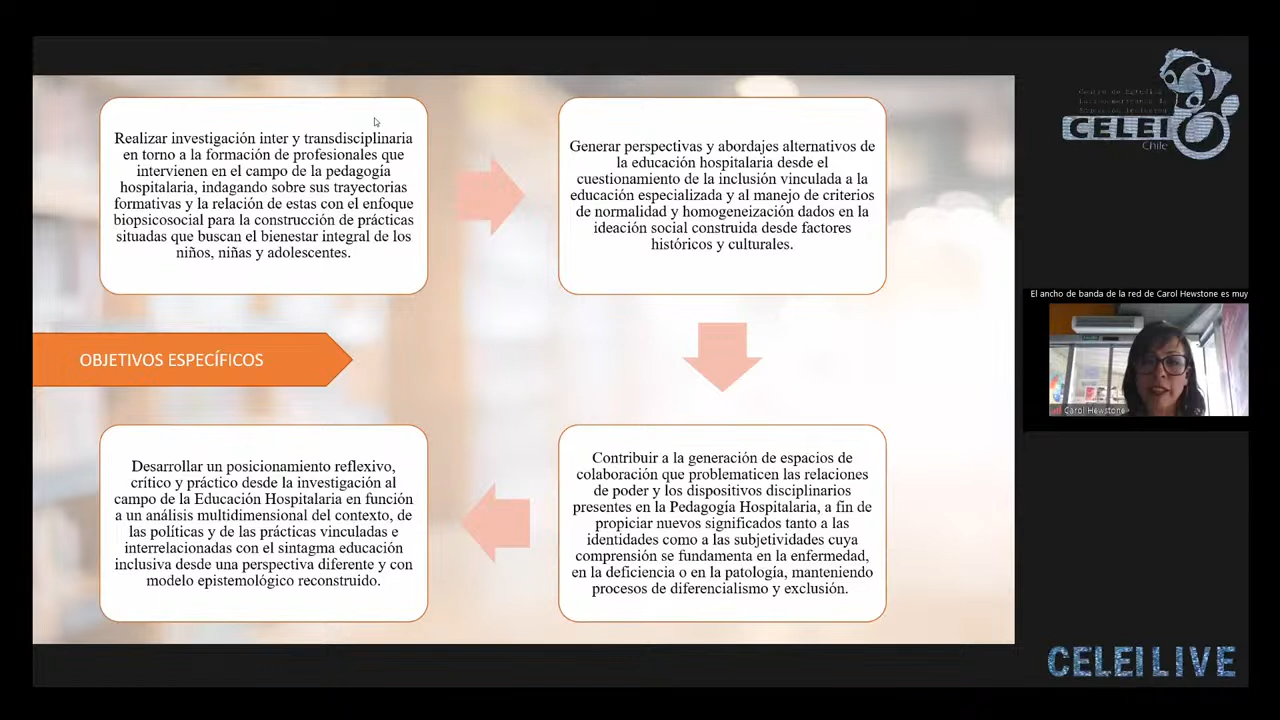 Realizar investigación inter y transdisciplinaria
en torno a la formación de profesionales que
intervienen en el campo de la pedagogía
hospitalaria, indagando sobre sus trayectorias
formativas y la relación de estas con el enfoque
biopsicosocial para la construcción de prácticas
situadas que buscan el bienestar integral de los
niños, niñas y adolescentes.
Generar perspectivas y abordajes alternativos de
la educación hospitalaria desde el
cuestionamiento de la inclusión vinculada a la
educación especializada y al manejo de criterios
de normalidad y homogeneización dados en la
ideación social construida desde factores
históricos y culturales.
OBJETIVOS ESPECÍFICOS
Contribuir a la generación de espacios de
colaboración que problematicen las relaciones
de poder y los dispositivos disciplinarios
presentes en la Pedagogía Hospitalaria, a fin de
propiciar nuevos significados tanto a las
identidades como a las subjetividades cuya
comprensión se fundamenta en la enfermedad,
en la deficiencia o en la patología, manteniendo
procesos de diferencialismo y exclusión.
Desarrollar un posicionamiento reflexivo,
crítico y práctico desde la investigación al
campo de la Educación Hospitalaria en función
a un análisis multidimensional del contexto, de
las políticas y de las prácticas vinculadas e
interrelacionadas con el sintagma educación
inclusiva desde una perspectiva diferente y con
modelo epistemológico reconstruido.
Centro de Estudios
Latinoamericanos de
Educación Inclusiva
CELEI
Chile
El ancho de banda de la red de Carol Hewstone es muy
Carol Hewstone
CELEI LIVE